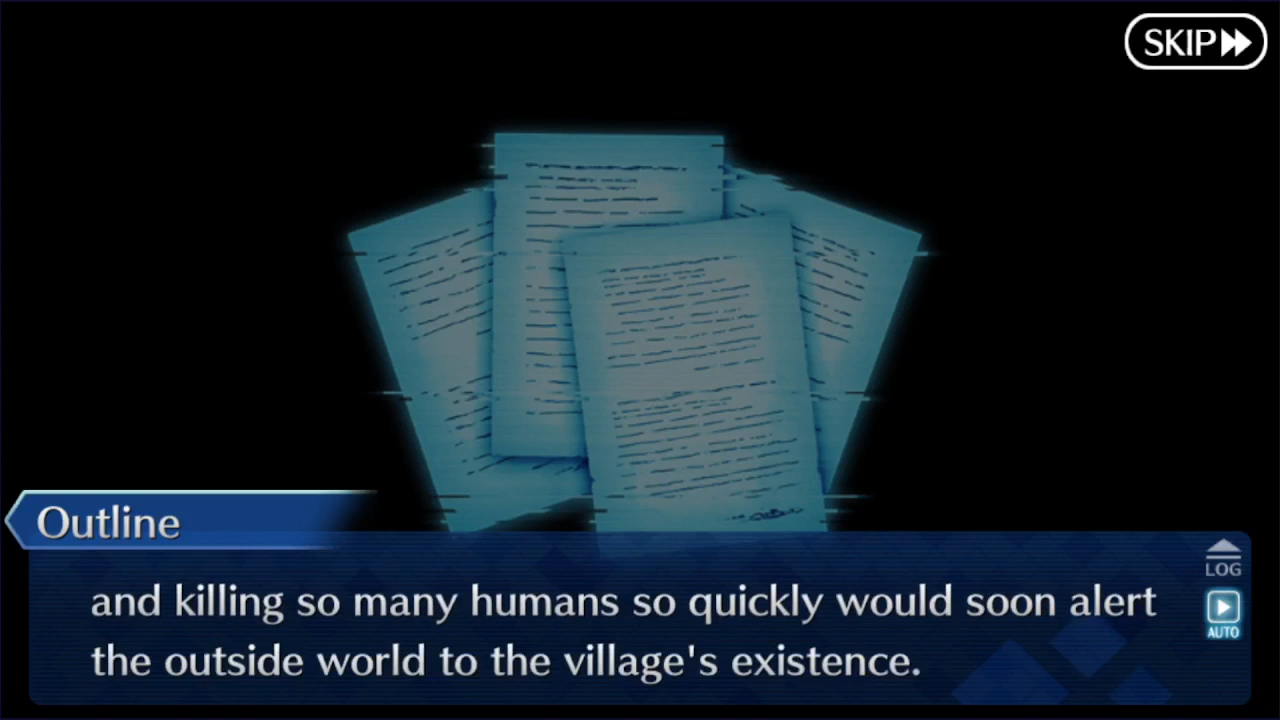 SKIP
Outline
and killing so many humans so quickly would soon alert
the outside world to the village's existence.
LOG
AUTO